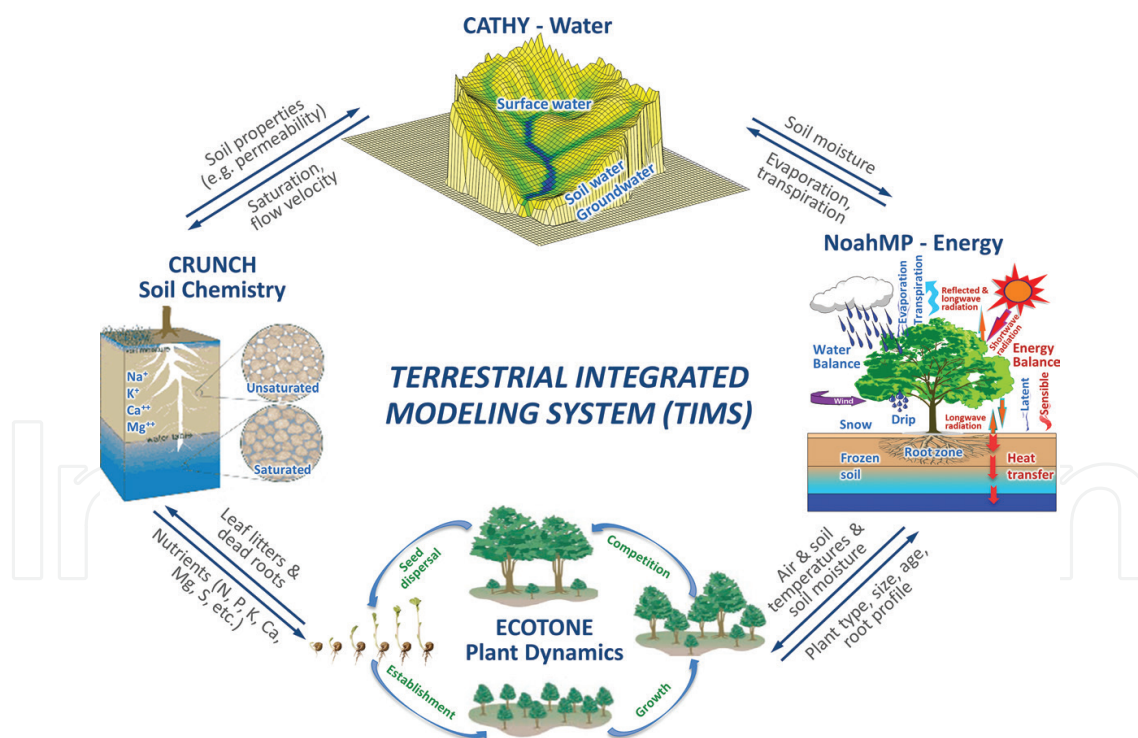 CATHY - Water
Surface water
Soil water
Groundwater
Soil properties
(e.g. permeability)
Saturation,
flow velocity
Soil moisture
Evaporation,
transpiration
CRUNCH
Soil Chemistry
Na⁺
K⁺
Ca⁺⁺
Mg⁺⁺
water table
Unsaturated
Saturated
TERRESTRIAL INTEGRATED
MODELING SYSTEM (TIMS)
NoahMP - Energy
Evaporation
Transpiration
Reflected &
longwave
radiation
Shortwave
radiation
Water
Balance
Energy
Balance
Wind
Drip
Longwave
radiation
Latent
Sensible
Snow
Root zone
Frozen
soil
Heat
transfer
Leaf litters &
dead roots
Nutrients (N, P, K, Ca,
Mg, S, etc.)
Air & soil
temperatures &
soil moisture
Plant type, size, age,
root profile
Seed
dispersal
Competition
ECOTONE
Plant Dynamics
Establishment
Growth